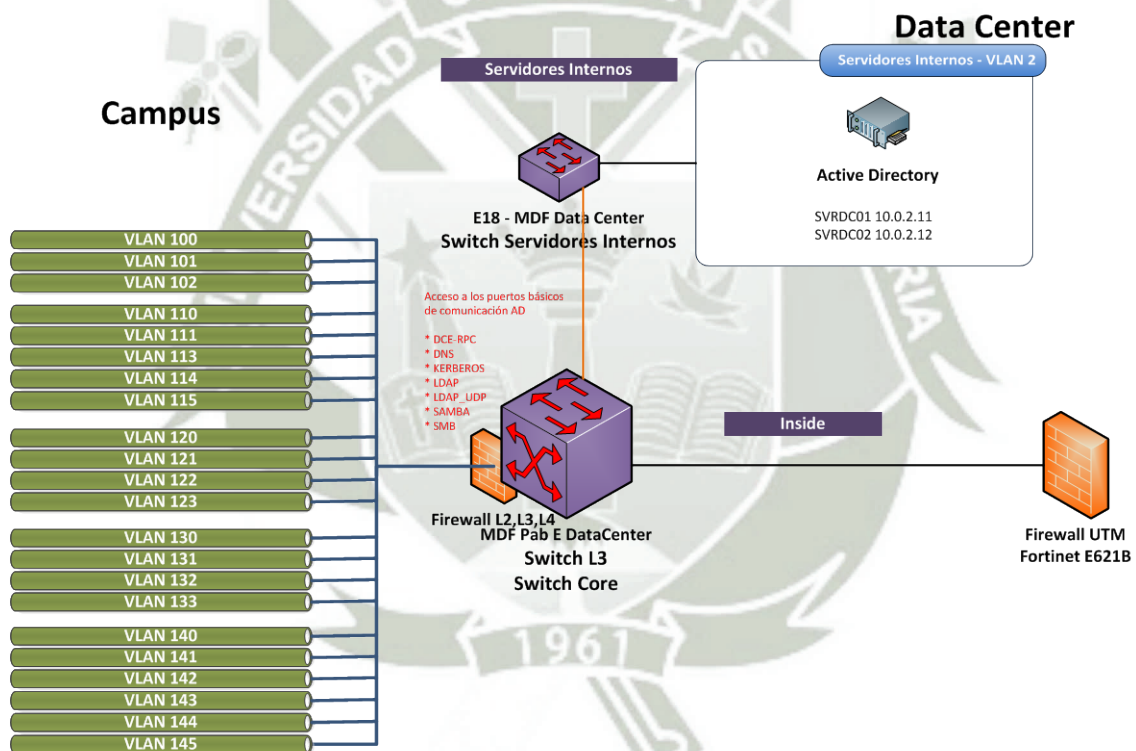 Data Center
Servidores Internos
Servidores Internos - VLAN 2
Campus
Active Directory
SVRDC01 10.0.2.11
SVRDC02 10.0.2.12
E18 - MDF Data Center
Switch Servidores Internos
VLAN 100
VLAN 101
VLAN 102
VLAN 110
VLAN 111
VLAN 113
VLAN 114
VLAN 115
VLAN 120
VLAN 121
VLAN 122
VLAN 123
VLAN 130
VLAN 131
VLAN 132
VLAN 133
VLAN 140
VLAN 141
VLAN 142
VLAN 143
VLAN 144
VLAN 145
Acceso a los puertos básicos
de comunicación AD
* DCE-RPC
* DNS
* KERBEROS
* LDAP
* LDAP_UDP
* SAMBA
* SMB
Inside
Firewall L2,L3,L4
MDF Pab E DataCenter
Switch L3
Switch Core
Firewall UTM
Fortinet E621B
1961